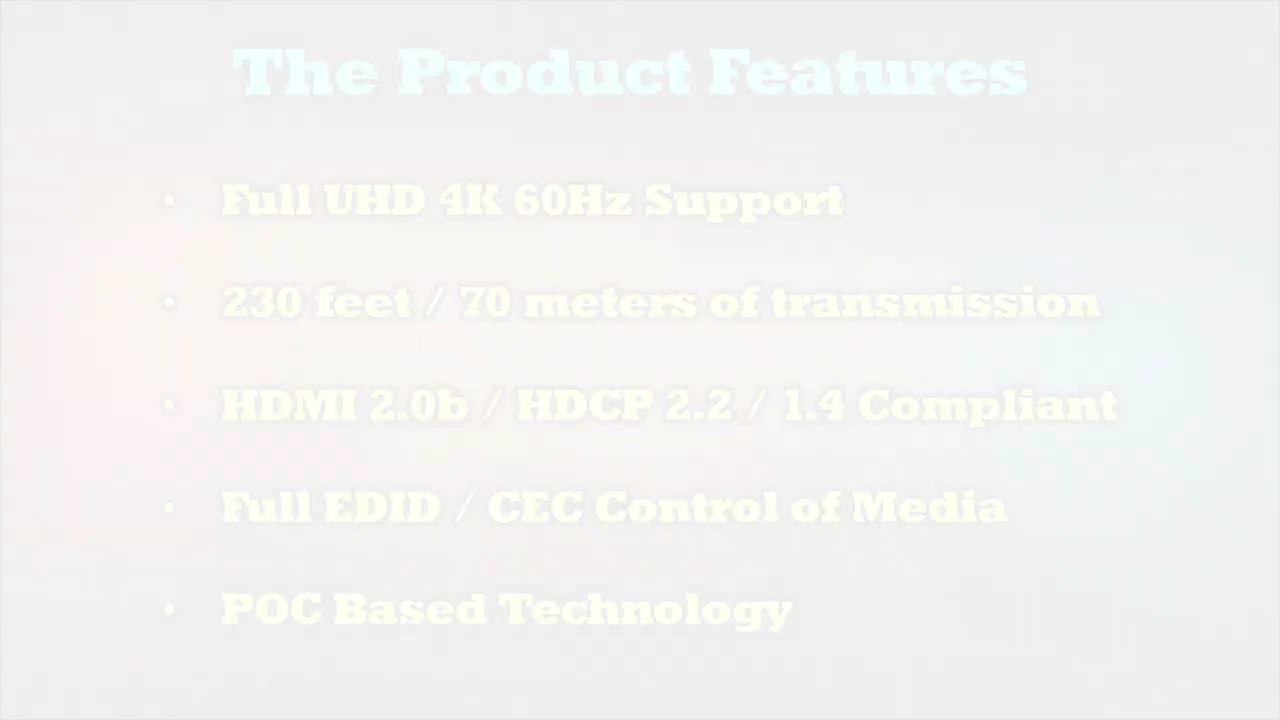 The Product Features
• Full UHD 4K 60Hz Support
• 230 feet / 70 meters of transmission
• HDMI 2.0b / HDCP 2.2 / 1.4 Compliant
• Full EDID / CEC Control of Media
• POC Based Technology